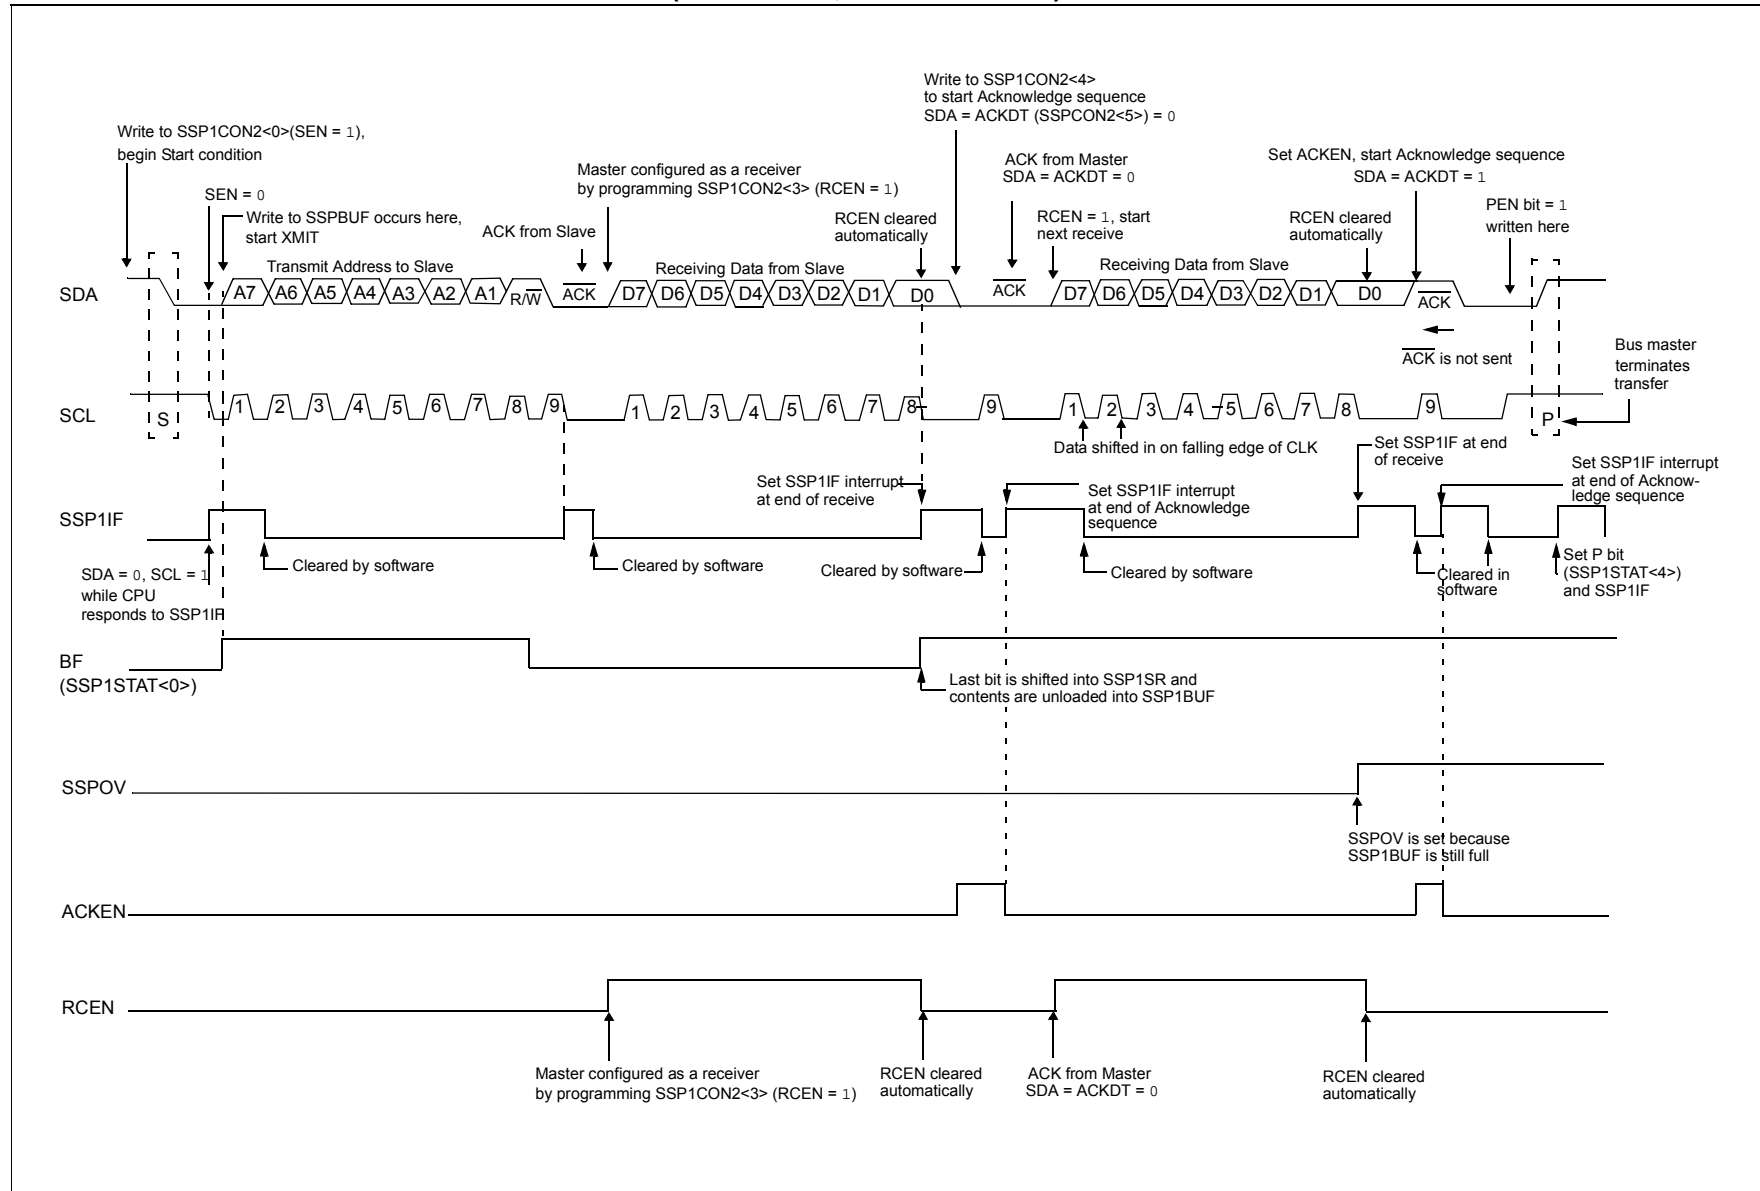 Write to SSP1CON2<4>
to start Acknowledge sequence
SDA = ACKDT (SSPCON2<5>) = 0
Write to SSP1CON2<0>(SEN = 1),
begin Start condition
Master configured as a receiver
by programming SSP1CON2<3> (RCEN = 1)
ACK from Master
SDA = ACKDT = 0
Set ACKEN, start Acknowledge sequence
SDA = ACKDT = 1
SEN = 0
Write to SSPBUF occurs here,
start XMIT
ACK from Slave
RCEN cleared
automatically
RCEN = 1, start
next receive
RCEN cleared
automatically
PEN bit = 1
written here
Transmit Address to Slave
Receiving Data from Slave
Receiving Data from Slave
SDA A7 A6 A5 A4 A3 A2 A1 R/W ACK D7 D6 D5 D4 D3 D2 D1 D0 ACK D7 D6 D5 D4 D3 D2 D1 D0 ACK
ACK is not sent
Bus master
terminates
transfer
SCL S 1 2 3 4 5 6 7 8 9 1 2 3 4 5 6 7 8 9 1 2 3 4 5 6 7 8 9 P
Data shifted in on falling edge of CLK
Set SSP1IF at end
of receive
Set SSP1IF interrupt
at end of receive
Set SSP1IF interrupt
at end of Acknowledge
sequence
Set SSP1IF interrupt
at end of Acknow-
ledge sequence
SSP1IF
SDA = 0, SCL = 1
while CPU
responds to SSP1IF
Cleared by software
Cleared by software
Cleared by software
Cleared by software
Cleared in
software
Set P bit
(SSP1STAT<4>)
and SSP1IF
BF
(SSP1STAT<0>)
Last bit is shifted into SSP1SR and
contents are unloaded into SSP1BUF
SSPOV
SSPOV is set because
SSP1BUF is still full
ACKEN
RCEN
Master configured as a receiver
by programming SSP1CON2<3> (RCEN = 1)
RCEN cleared
automatically
ACK from Master
SDA = ACKDT = 0
RCEN cleared
automatically